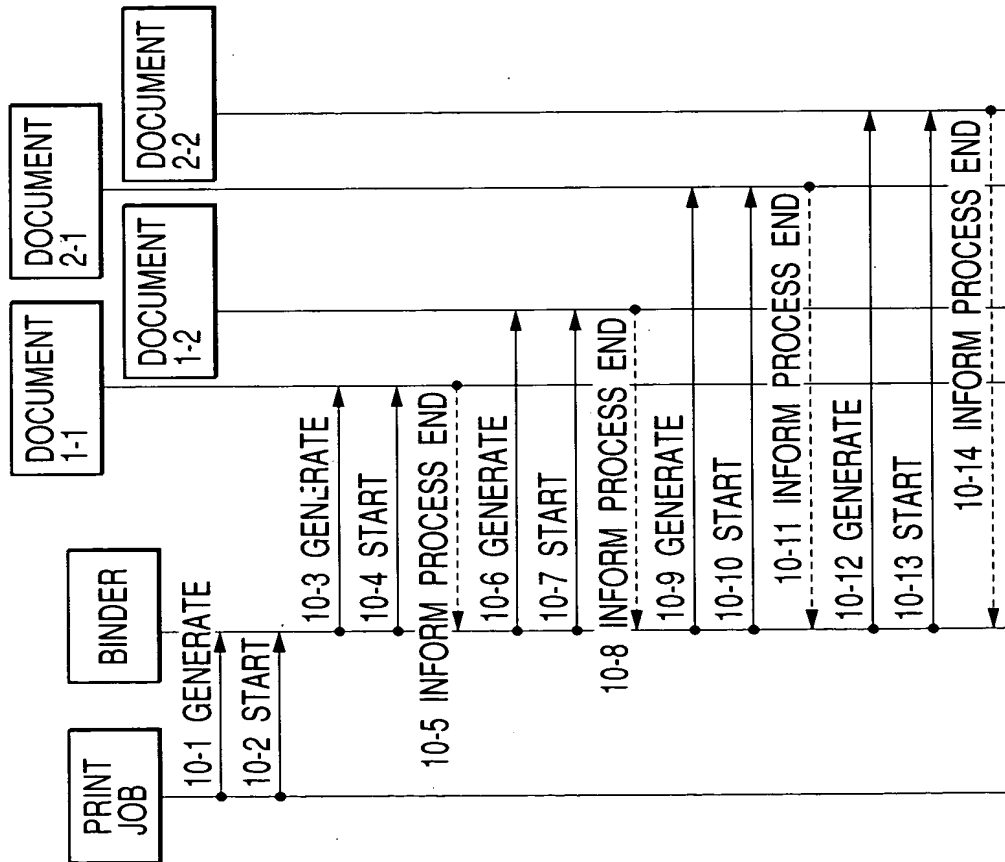 PRINT
JOB
BINDER
DOCUMENT
1-1
DOCUMENT
1-2
DOCUMENT
2-1
DOCUMENT
2-2
10-1 GENERATE
10-2 START
10-3 GENERATE
10-4 START
10-5 INFORM PROCESS END
10-6 GENERATE
10-7 START
10-8 INFORM PROCESS END
10-9 GENERATE
10-10 START
10-11 INFORM PROCESS END
10-12 GENERATE
10-13 START
10-14 INFORM PROCESS END